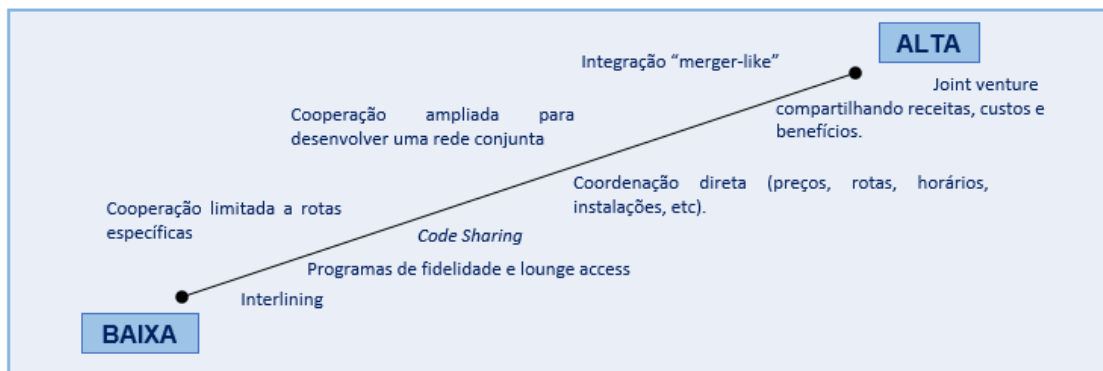 ALTA
Integração “merger-like”
Joint venture
compartilhando receitas, custos e
benefícios.
Cooperação ampliada para
desenvolver uma rede conjunta
Coordenação direta (preços, rotas, horários,
instalações, etc).
Cooperação limitada a rotas
específicas
Code Sharing
Programas de fidelidade e lounge access
Interlining
BAIXA